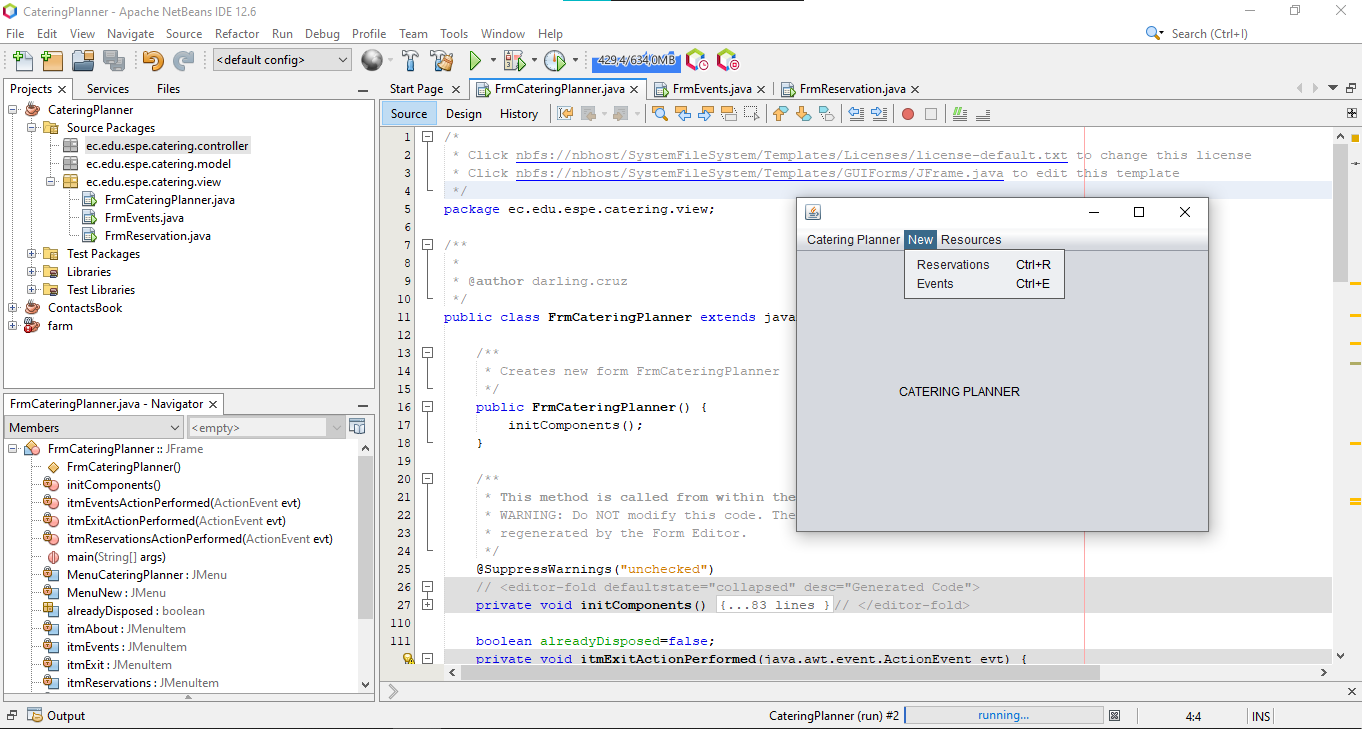 CateringPlanner - Apache NetBeans IDE 12.6
File Edit View Navigate Source Refactor Run Debug Profile Team Tools Window Help
Search (Ctrl+I)
<default config>
429,4/634,0MB
Projects Services Files
CateringPlanner
Source Packages
ec.edu.espe.catering.controller
ec.edu.espe.catering.model
ec.edu.espe.catering.view
FrmCateringPlanner.java
FrmEvents.java
FrmReservation.java
Test Packages
Libraries
Test Libraries
ContactsBook
farm
FrmCateringPlanner.java - Navigator
Members
<empty>
FrmCateringPlanner :: JFrame
FrmCateringPlanner()
initComponents()
itmEventsActionPerformed(ActionEvent evt)
itmExitActionPerformed(ActionEvent evt)
itmReservationsActionPerformed(ActionEvent evt)
main(String[] args)
MenuCateringPlanner : JMenu
MenuNew : JMenu
alreadyDisposed : boolean
itmAbout : JMenuItem
itmEvents : JMenuItem
itmExit : JMenuItem
itmReservations : JMenuItem
Start Page FrmCateringPlanner.java FrmEvents.java FrmReservation.java
Source Design History
1 /*
2 * Click nbfs://nbhost/SystemFileSystem/Templates/Licenses/license-default.txt to change this license
3 * Click nbfs://nbhost/SystemFileSystem/Templates/GUIForms/JFrame.java to edit this template
4 */
5 package ec.edu.espe.catering.view;
6
7 /**
8 *
9 * @author darling.cruz
10 */
11 public class FrmCateringPlanner extends java
12
13 /**
14 * Creates new form FrmCateringPlanner
15 */
16 public FrmCateringPlanner() {
17 initComponents();
18 }
19
20 /**
21 * This method is called from within the
22 * WARNING: Do NOT modify this code. The
23 * regenerated by the Form Editor.
24 */
25 @SuppressWarnings("unchecked")
26 // <editor-fold defaultstate="collapsed" desc="Generated Code">
27 private void initComponents() {...83 lines }// </editor-fold>
110
111 boolean alreadyDisposed=false;
private void itmExitActionPerformed(java.awt.event.ActionEvent evt) {
Catering Planner New Resources
Reservations Ctrl+R
Events Ctrl+E
CATERING PLANNER
Output
CateringPlanner (run) #2
running...
4:4
INS